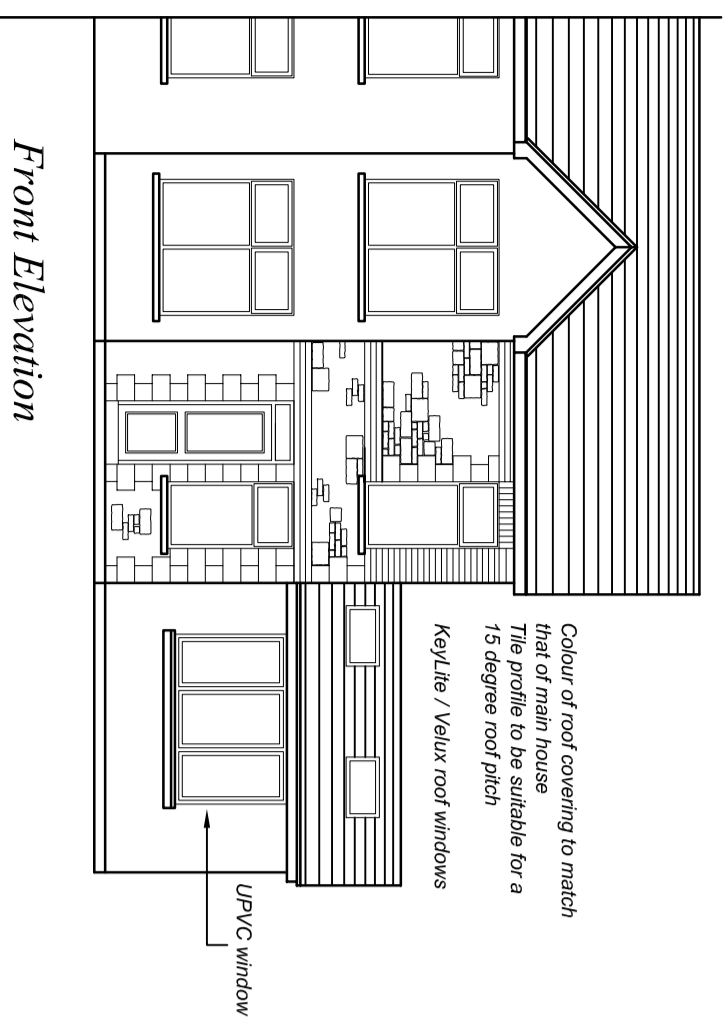 Colour of roof covering to match
that of main house
Tile profile to be suitable for a
15 degree roof pitch
KeyLite / Velux roof windows
UPVC window
Front Elevation